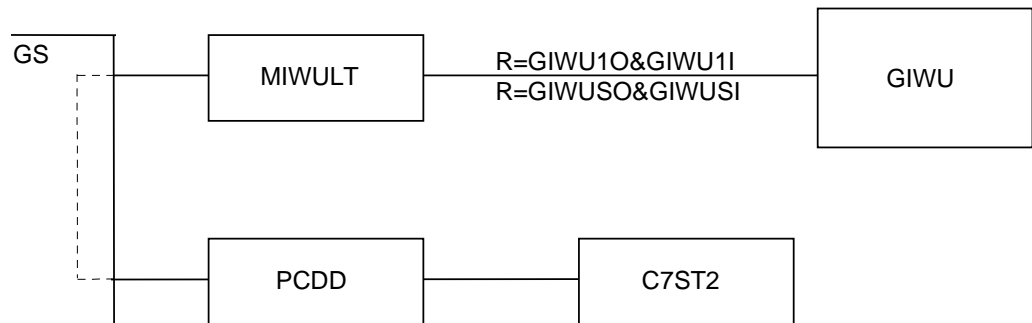 GS
MIWULT
R=GIWU1O&GIWU1I
R=GIWUSO&GIWUSI
GIWU
PCDD
C7ST2